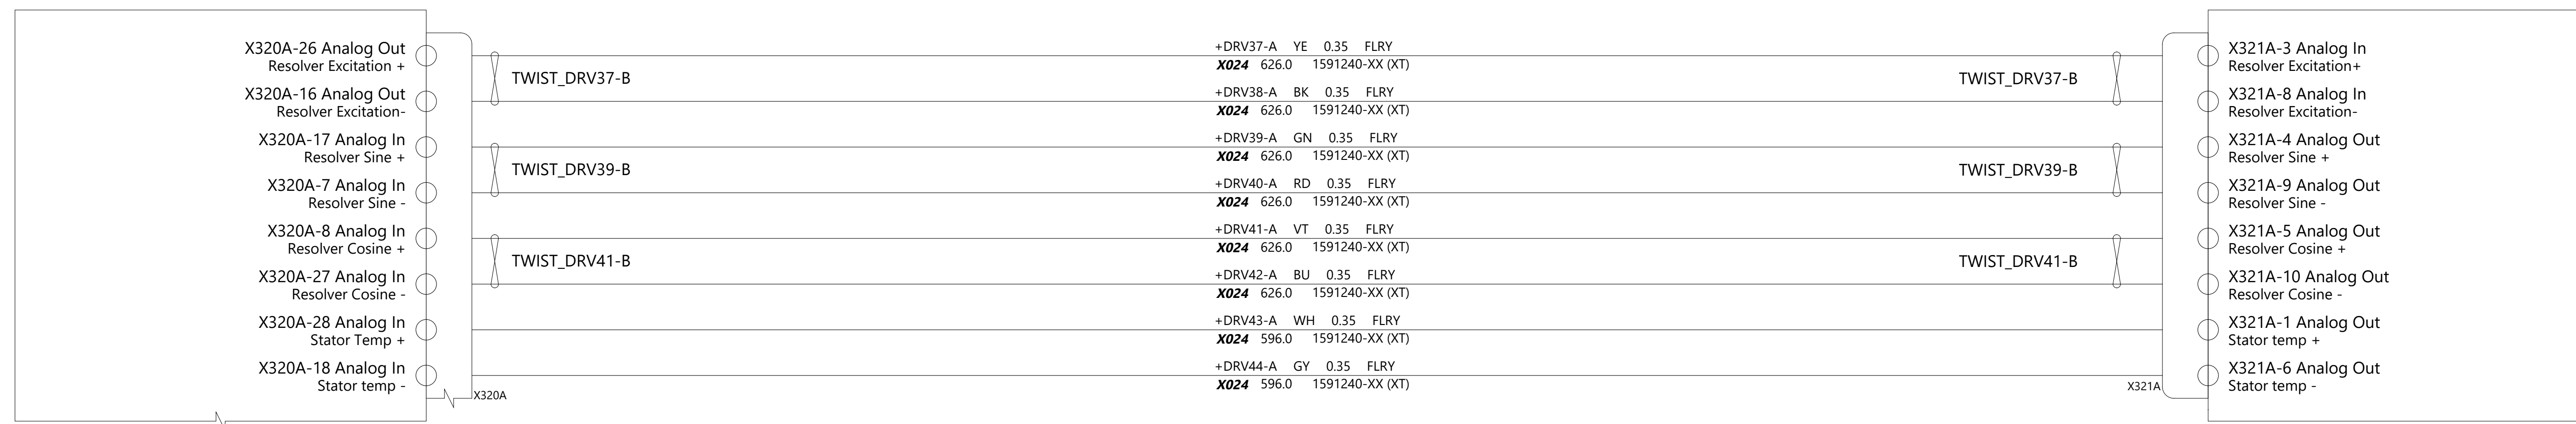 X320A-26 Analog Out
Resolver Excitation +
X320A-16 Analog Out
Resolver Excitation-
X320A-17 Analog In
Resolver Sine +
X320A-7 Analog In
Resolver Sine -
X320A-8 Analog In
Resolver Cosine +
X320A-27 Analog In
Resolver Cosine -
X320A-28 Analog In
Stator Temp +
X320A-18 Analog In
Stator temp -
X320A
TWIST_DRV37-B
TWIST_DRV39-B
TWIST_DRV41-B
+DRV37-A YE 0.35 FLRY
X024 626.0 1591240-XX (XT)
+DRV38-A BK 0.35 FLRY
X024 626.0 1591240-XX (XT)
+DRV39-A GN 0.35 FLRY
X024 626.0 1591240-XX (XT)
+DRV40-A RD 0.35 FLRY
X024 626.0 1591240-XX (XT)
+DRV41-A VT 0.35 FLRY
X024 626.0 1591240-XX (XT)
+DRV42-A BU 0.35 FLRY
X024 626.0 1591240-XX (XT)
+DRV43-A WH 0.35 FLRY
X024 596.0 1591240-XX (XT)
+DRV44-A GY 0.35 FLRY
X024 596.0 1591240-XX (XT)
TWIST_DRV37-B
TWIST_DRV39-B
TWIST_DRV41-B
X321A
X321A-3 Analog In
Resolver Excitation+
X321A-8 Analog In
Resolver Excitation-
X321A-4 Analog Out
Resolver Sine +
X321A-9 Analog Out
Resolver Sine -
X321A-5 Analog Out
Resolver Cosine +
X321A-10 Analog Out
Resolver Cosine -
X321A-1 Analog Out
Stator temp +
X321A-6 Analog Out
Stator temp -